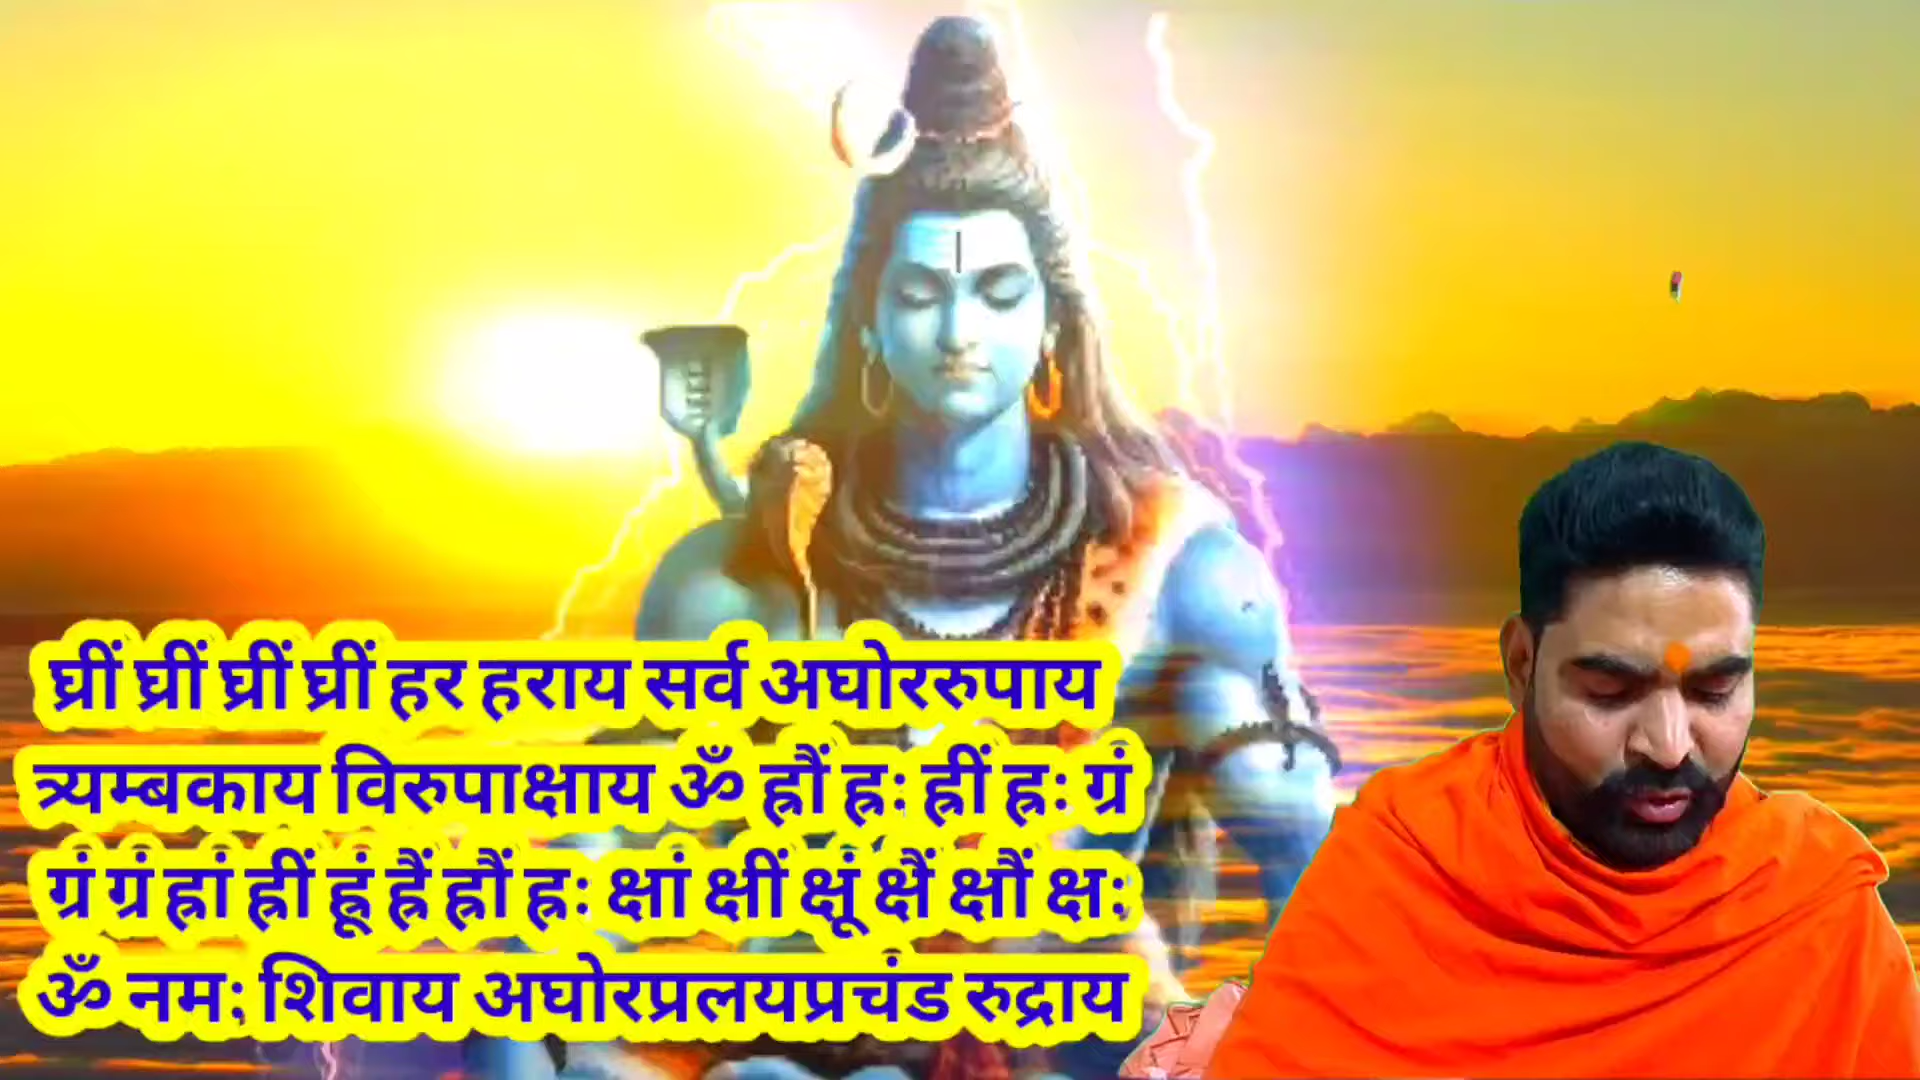 घ्रीं घ्रीं घ्रीं घ्रीं हर हराय सर्व अघोररुपाय
त्र्यम्बकाय विरुपाक्षाय ॐ ह्रौं ह्रः ह्रीं ह्रः ग्रं
ग्रं ग्रं ह्रां ह्रीं ह्रूं ह्रैं ह्रौं ह्रः क्षां क्षीं क्षूं क्षैं क्षौं क्षः
ॐ नम; शिवाय अघोरप्रलयप्रचंड रुद्राय